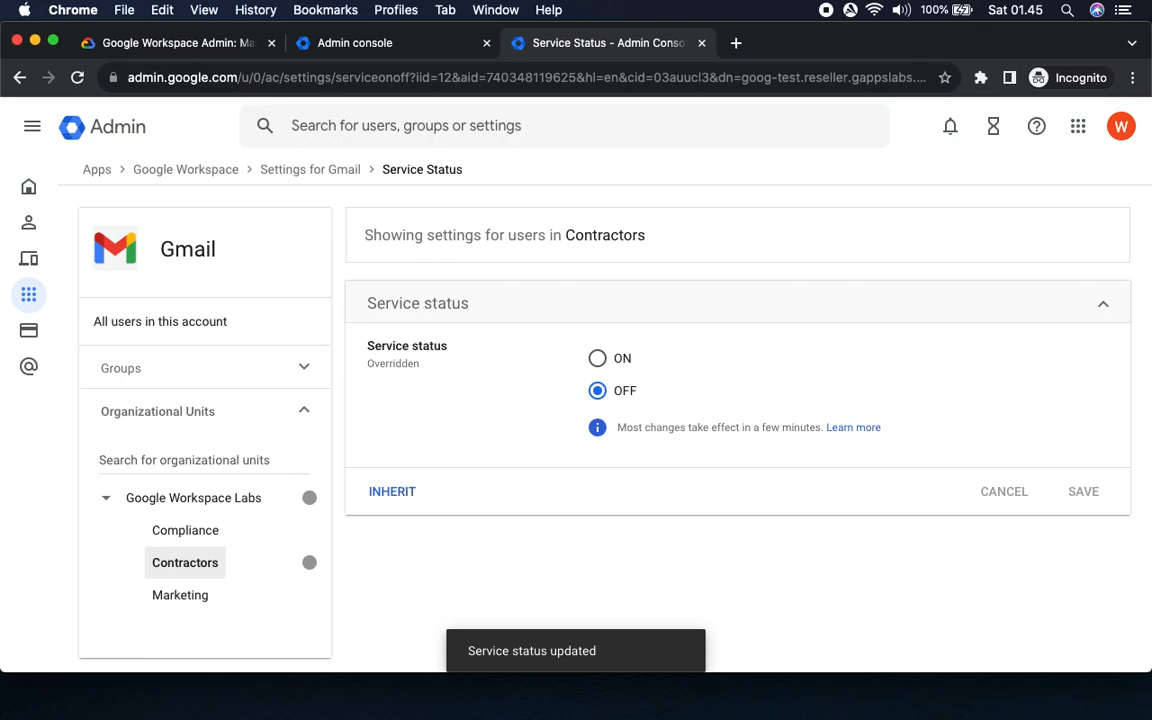 Chrome File Edit View History Bookmarks Profiles Tab Window Help 100% Sat 01.45
Google Workspace Admin: Ma Admin console Service Status - Admin Conso
admin.google.com/u/0/ac/settings/serviceonoff?iid=12&aid=740348119625&hl=en&cid=03auucl3&dn=goog-test.reseller.gappslabs.... Incognito
Admin Search for users, groups or settings W
Apps > Google Workspace > Settings for Gmail > Service Status
Gmail
All users in this account
Groups
Organizational Units
Search for organizational units
Google Workspace Labs
Compliance
Contractors
Marketing
Showing settings for users in Contractors
Service status
Service status
Overridden
ON
OFF
Most changes take effect in a few minutes. Learn more
INHERIT CANCEL SAVE
Service status updated